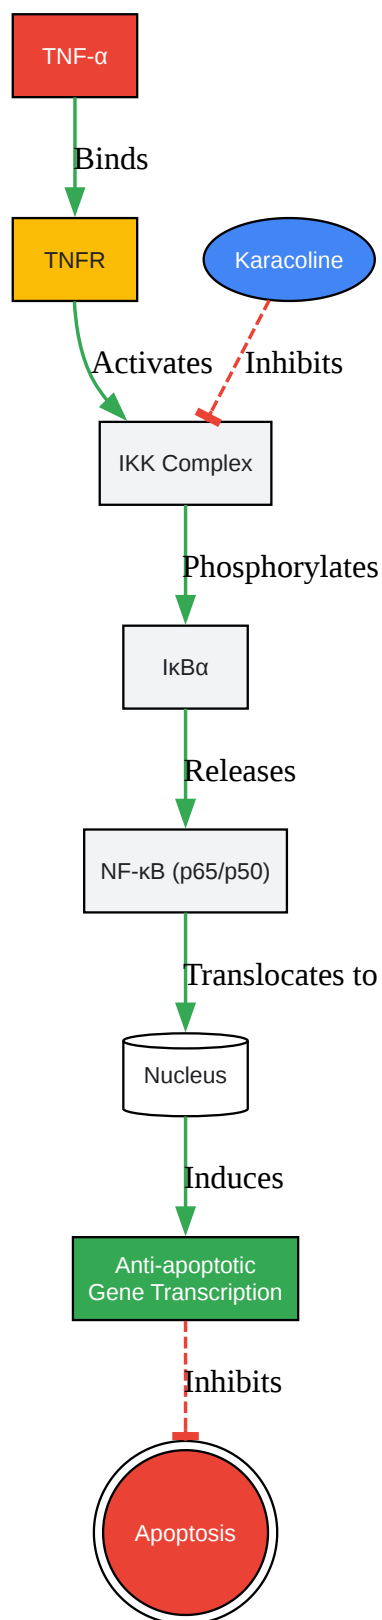 TNF-α
Binds
TNFR
Karacoline
Activates
Inhibits
IKK Complex
Phosphorylates
IκBα
Releases
NF-κB (p65/p50)
Translocates to
Nucleus
Induces
Anti-apoptotic
Gene Transcription
Inhibits
Apoptosis